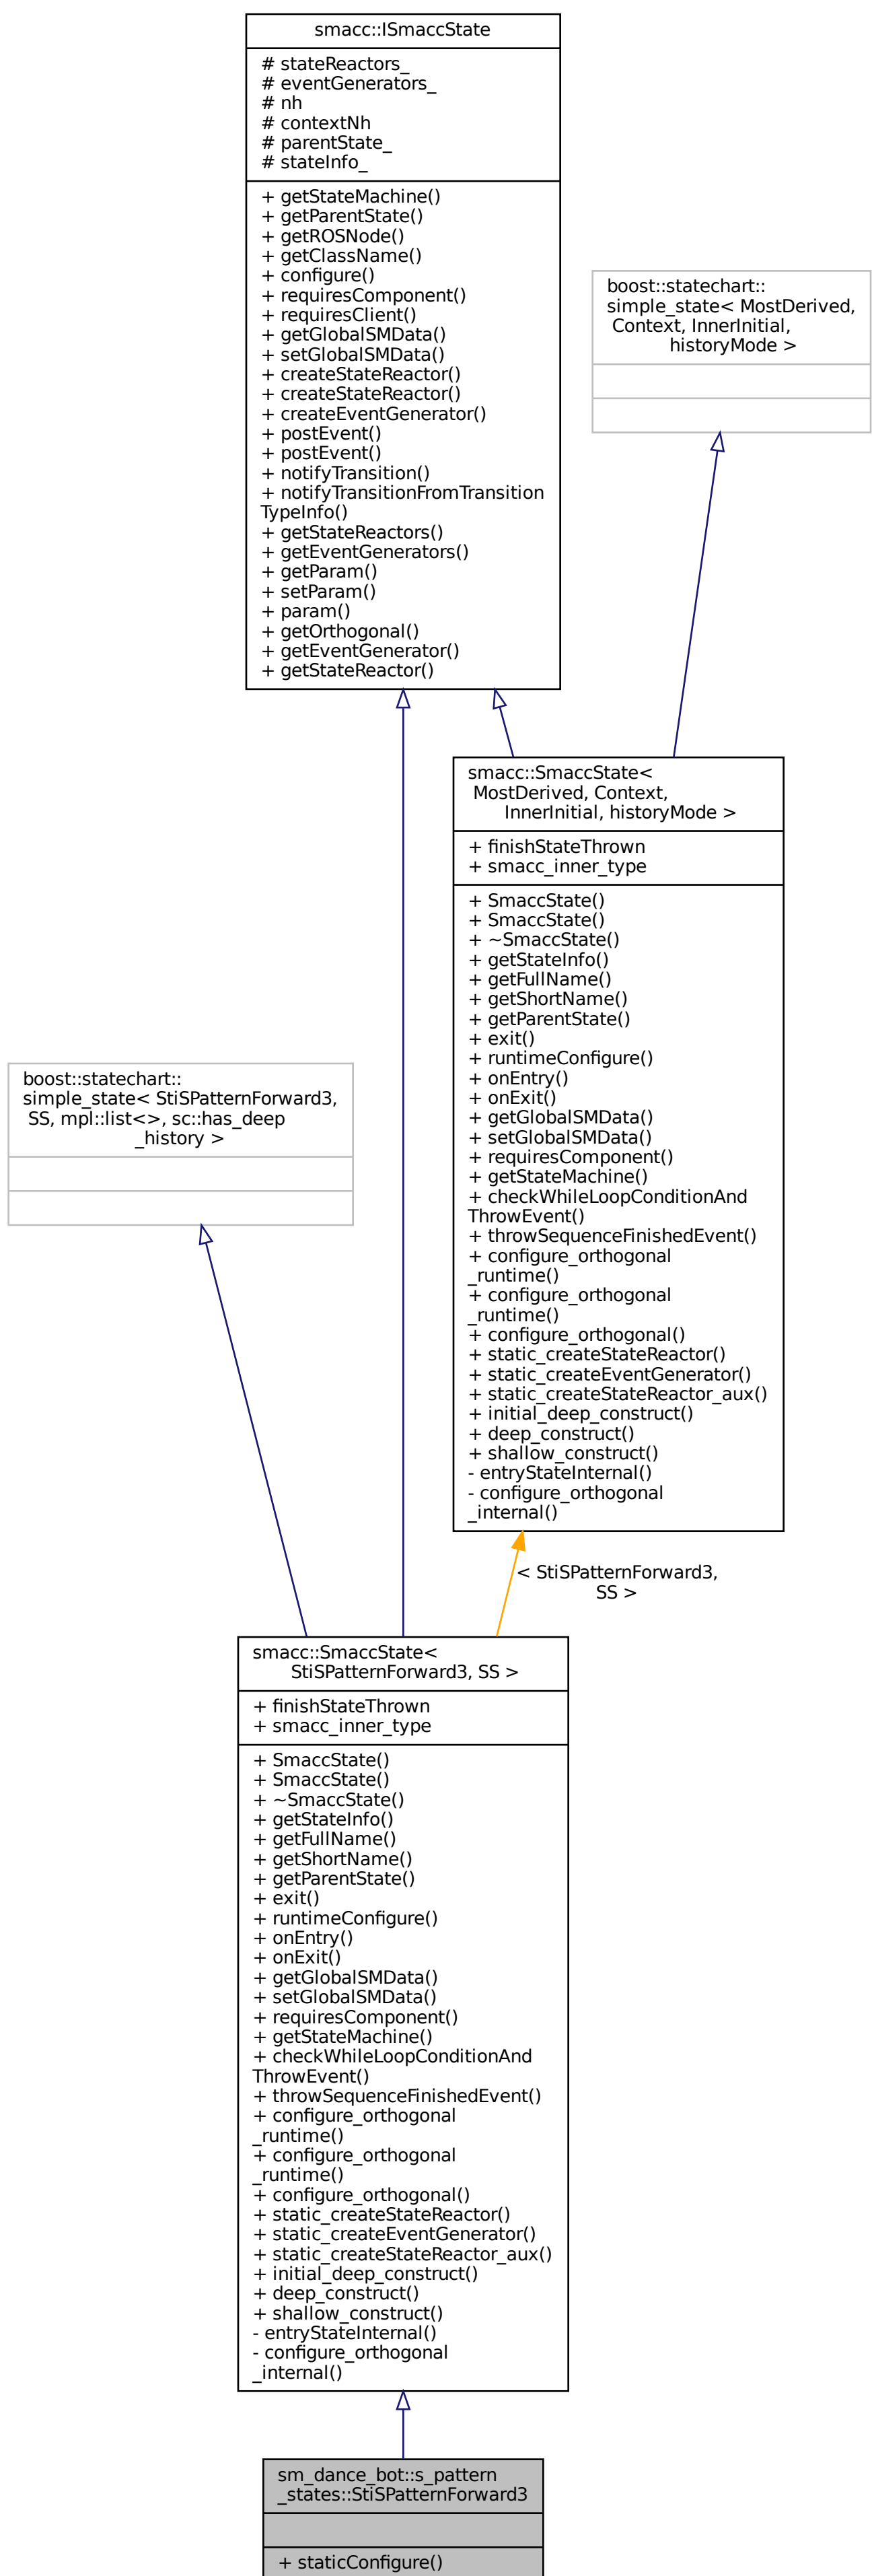 smacc::ISmaccState
# stateReactors_
# eventGenerators_
# nh
# contextNh
# parentState_
# stateInfo_
+ getStateMachine()
+ getParentState()
+ getROSNode()
+ getClassName()
+ configure()
+ requiresComponent()
+ requiresClient()
+ getGlobalSMData()
+ setGlobalSMData()
+ createStateReactor()
+ createStateReactor()
+ createEventGenerator()
+ postEvent()
+ postEvent()
+ notifyTransition()
+ notifyTransitionFromTransition
TypeInfo()
+ getStateReactors()
+ getEventGenerators()
+ getParam()
+ setParam()
+ param()
+ getOrthogonal()
+ getEventGenerator()
+ getStateReactor()
boost::statechart::
simple_state< MostDerived,
Context, InnerInitial,
historyMode >
smacc::SmaccState<
MostDerived, Context,
InnerInitial, historyMode >
+ finishStateThrown
+ smacc_inner_type
+ SmaccState()
+ SmaccState()
+ ~SmaccState()
+ getStateInfo()
+ getFullName()
+ getShortName()
+ getParentState()
+ exit()
+ runtimeConfigure()
+ onEntry()
+ onExit()
+ getGlobalSMData()
+ setGlobalSMData()
+ requiresComponent()
+ getStateMachine()
+ checkWhileLoopConditionAnd
ThrowEvent()
+ throwSequenceFinishedEvent()
+ configure_orthogonal
_runtime()
+ configure_orthogonal
_runtime()
+ configure_orthogonal()
+ static_createStateReactor()
+ static_createEventGenerator()
+ static_createStateReactor_aux()
+ initial_deep_construct()
+ deep_construct()
+ shallow_construct()
- entryStateInternal()
- configure_orthogonal
_internal()
boost::statechart::
simple_state< StiSPatternForward3,
SS, mpl::list<>, sc::has_deep
_history >
< StiSPatternForward3,
SS >
smacc::SmaccState<
StiSPatternForward3, SS >
+ finishStateThrown
+ smacc_inner_type
+ SmaccState()
+ SmaccState()
+ ~SmaccState()
+ getStateInfo()
+ getFullName()
+ getShortName()
+ getParentState()
+ exit()
+ runtimeConfigure()
+ onEntry()
+ onExit()
+ getGlobalSMData()
+ setGlobalSMData()
+ requiresComponent()
+ getStateMachine()
+ checkWhileLoopConditionAnd
ThrowEvent()
+ throwSequenceFinishedEvent()
+ configure_orthogonal
_runtime()
+ configure_orthogonal
_runtime()
+ configure_orthogonal()
+ static_createStateReactor()
+ static_createEventGenerator()
+ static_createStateReactor_aux()
+ initial_deep_construct()
+ deep_construct()
+ shallow_construct()
- entryStateInternal()
- configure_orthogonal
_internal()
sm_dance_bot::s_pattern
_states::StiSPatternForward3
+ staticConfigure()